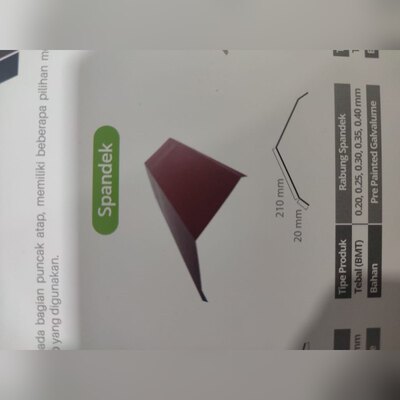 ada bagian puncak atap, memiliki beberapa pilihan m
yang digunakan.
Spandek
210 mm
20 mm
Tipe Produk Rabung Spandek
Tebal (BMT) 0.20, 0.25, 0.30, 0.35, 0.40 mm
Bahan Pre Painted Galvalume